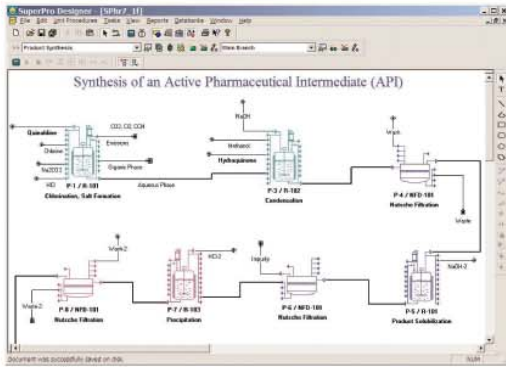 SuperPro Designer - [SPhr7_1f]
File Edit Unit Procedures Tasks View Reports Databanks Window Help
Product Synthesis
Main Branch
Synthesis of an Active Pharmaceutical Intermediate (API)
Quinaldine
Chlorine
Na2CO3
HCl
Emissions
Organic Phase
Aqueous Phase
P-1 / R-101
Chlorination, Salt Formation
NaOH
Methanol
Hydroquinone
P-3 / R-102
Condensation
Wash
P-4 / NFD-101
Nutsche Filtration
Waste
Wash-2
Waste-2
P-8 / NFD-101
Nutsche Filtration
HCl-2
P-7 / R-103
Precipitation
Impurity
P-6 / NFD-101
Nutsche Filtration
NaOH-2
P-5 / R-101
Product Solubilization
Document was successfully saved on disk.
NUM